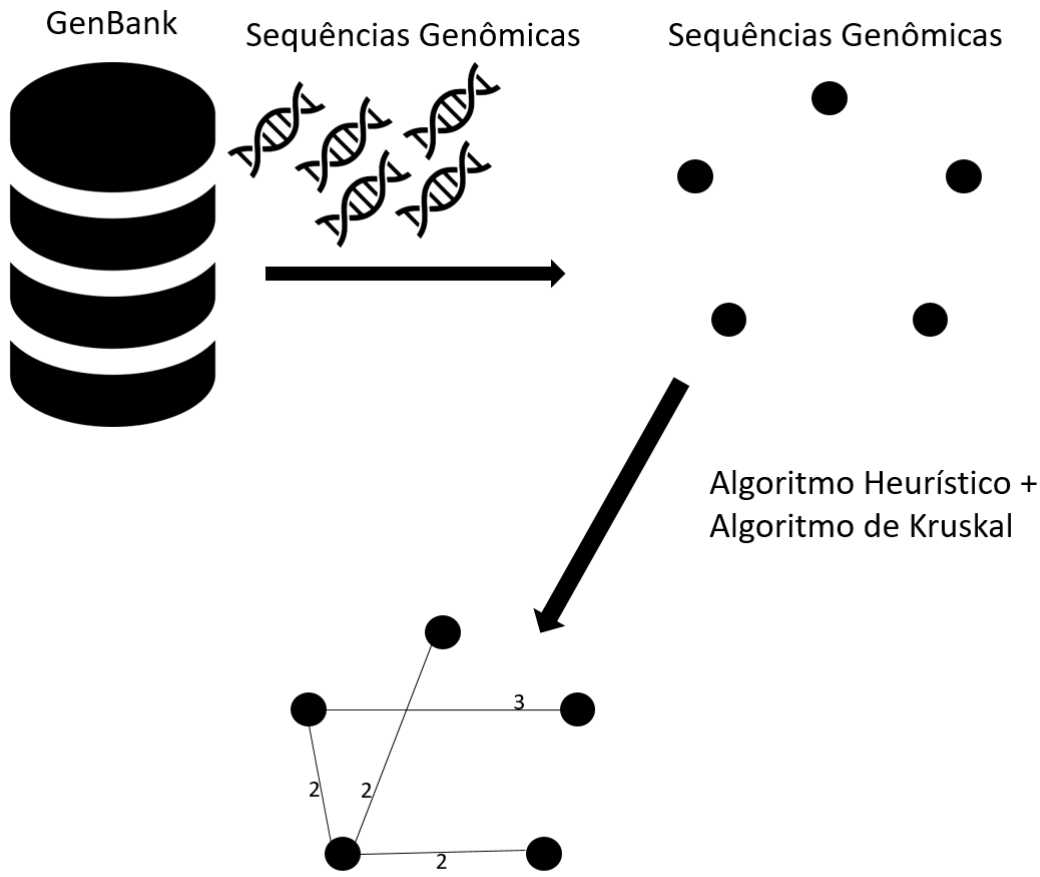 GenBank
Sequências Genômicas
Sequências Genômicas
Algoritmo Heurístico +
Algoritmo de Kruskal
3
2
2
2